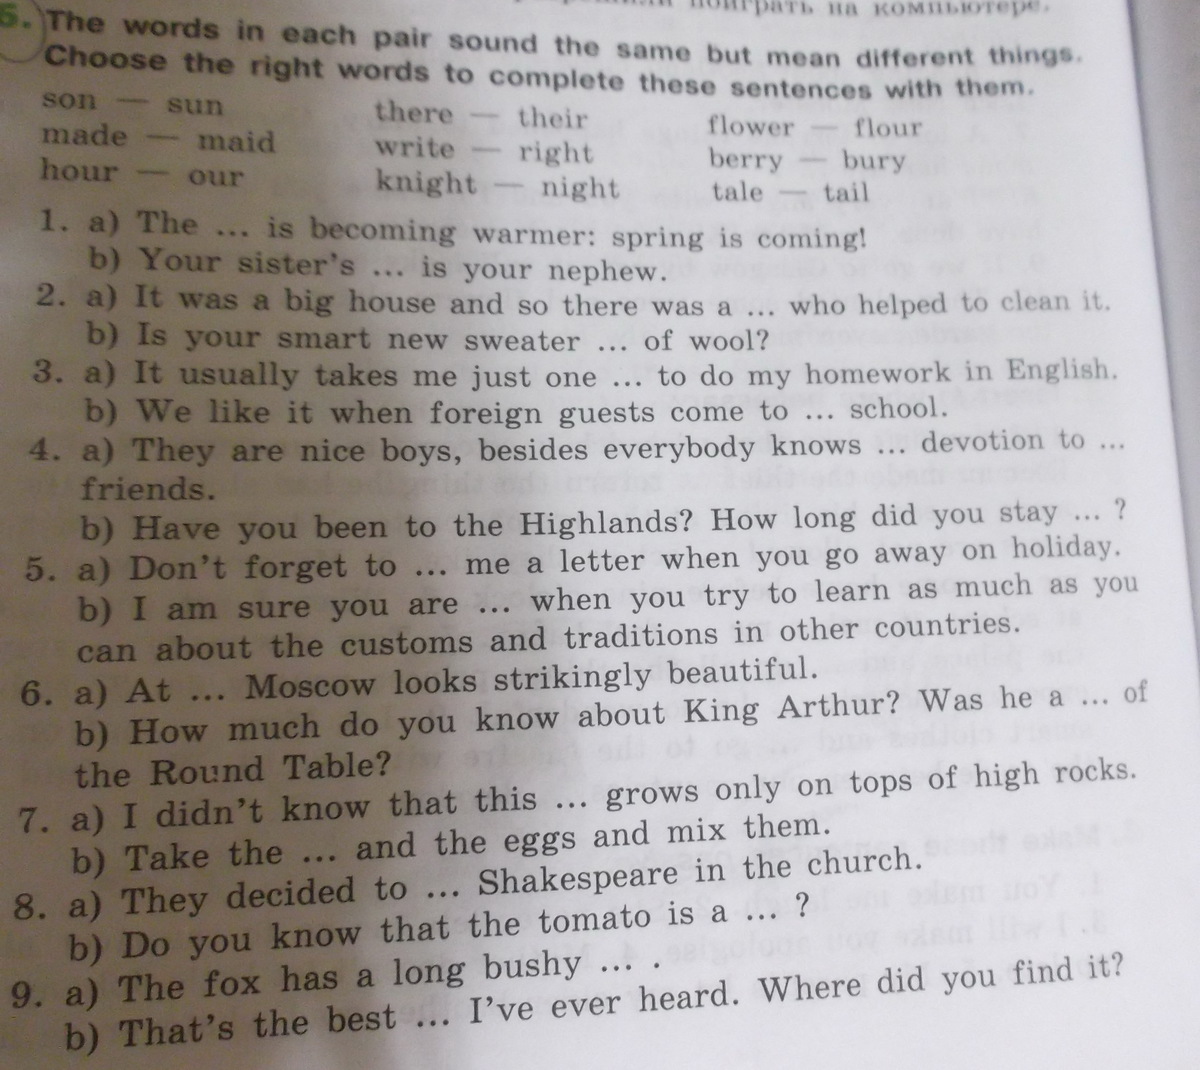 поиграть на компьютере.
5. The words in each pair sound the same but mean different things.
Choose the right words to complete these sentences with them.
son — sun there — their flower — flour
made — maid write — right berry — bury
hour — our knight — night tale — tail
1. a) The ... is becoming warmer: spring is coming!
b) Your sister's ... is your nephew.
2. a) It was a big house and so there was a ... who helped to clean it.
b) Is your smart new sweater ... of wool?
3. a) It usually takes me just one ... to do my homework in English.
b) We like it when foreign guests come to ... school.
4. a) They are nice boys, besides everybody knows ... devotion to ...
friends.
b) Have you been to the Highlands? How long did you stay ... ?
5. a) Don't forget to ... me a letter when you go away on holiday.
b) I am sure you are ... when you try to learn as much as you
can about the customs and traditions in other countries.
6. a) At ... Moscow looks strikingly beautiful.
b) How much do you know about King Arthur? Was he a ... of
the Round Table?
7. a) I didn't know that this ... grows only on tops of high rocks.
b) Take the ... and the eggs and mix them.
8. a) They decided to ... Shakespeare in the church.
b) Do you know that the tomato is a ... ?
9. a) The fox has a long bushy ... .
b) That's the best ... I've ever heard. Where did you find it?